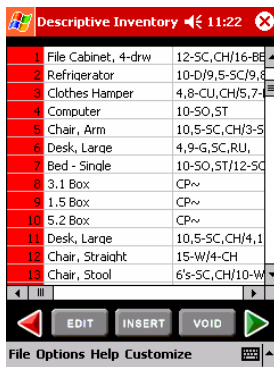 Descriptive Inventory 11:22
1 File Cabinet, 4-drw 12-SC,CH/16-BE
2 Refrigerator 10-D/9,5-SC/9,8
3 Clothes Hamper 4,8-CU,CH/5,7-
4 Computer 10-SO,ST
5 Chair, Arm 10,5-SC,CH/3-S
6 Desk, Large 4,9-G,SC,RU,
7 Bed - Single 10-SO,ST/12-SC
8 3.1 Box CP~
9 1.5 Box CP~
10 5.2 Box CP~
11 Desk, Large 10,5-SC,CH/4,1
12 Chair, Straight 15-W/4-CH
13 Chair, Stool 6's-SC,CH/10-W
EDIT INSERT VOID
File Options Help Customize